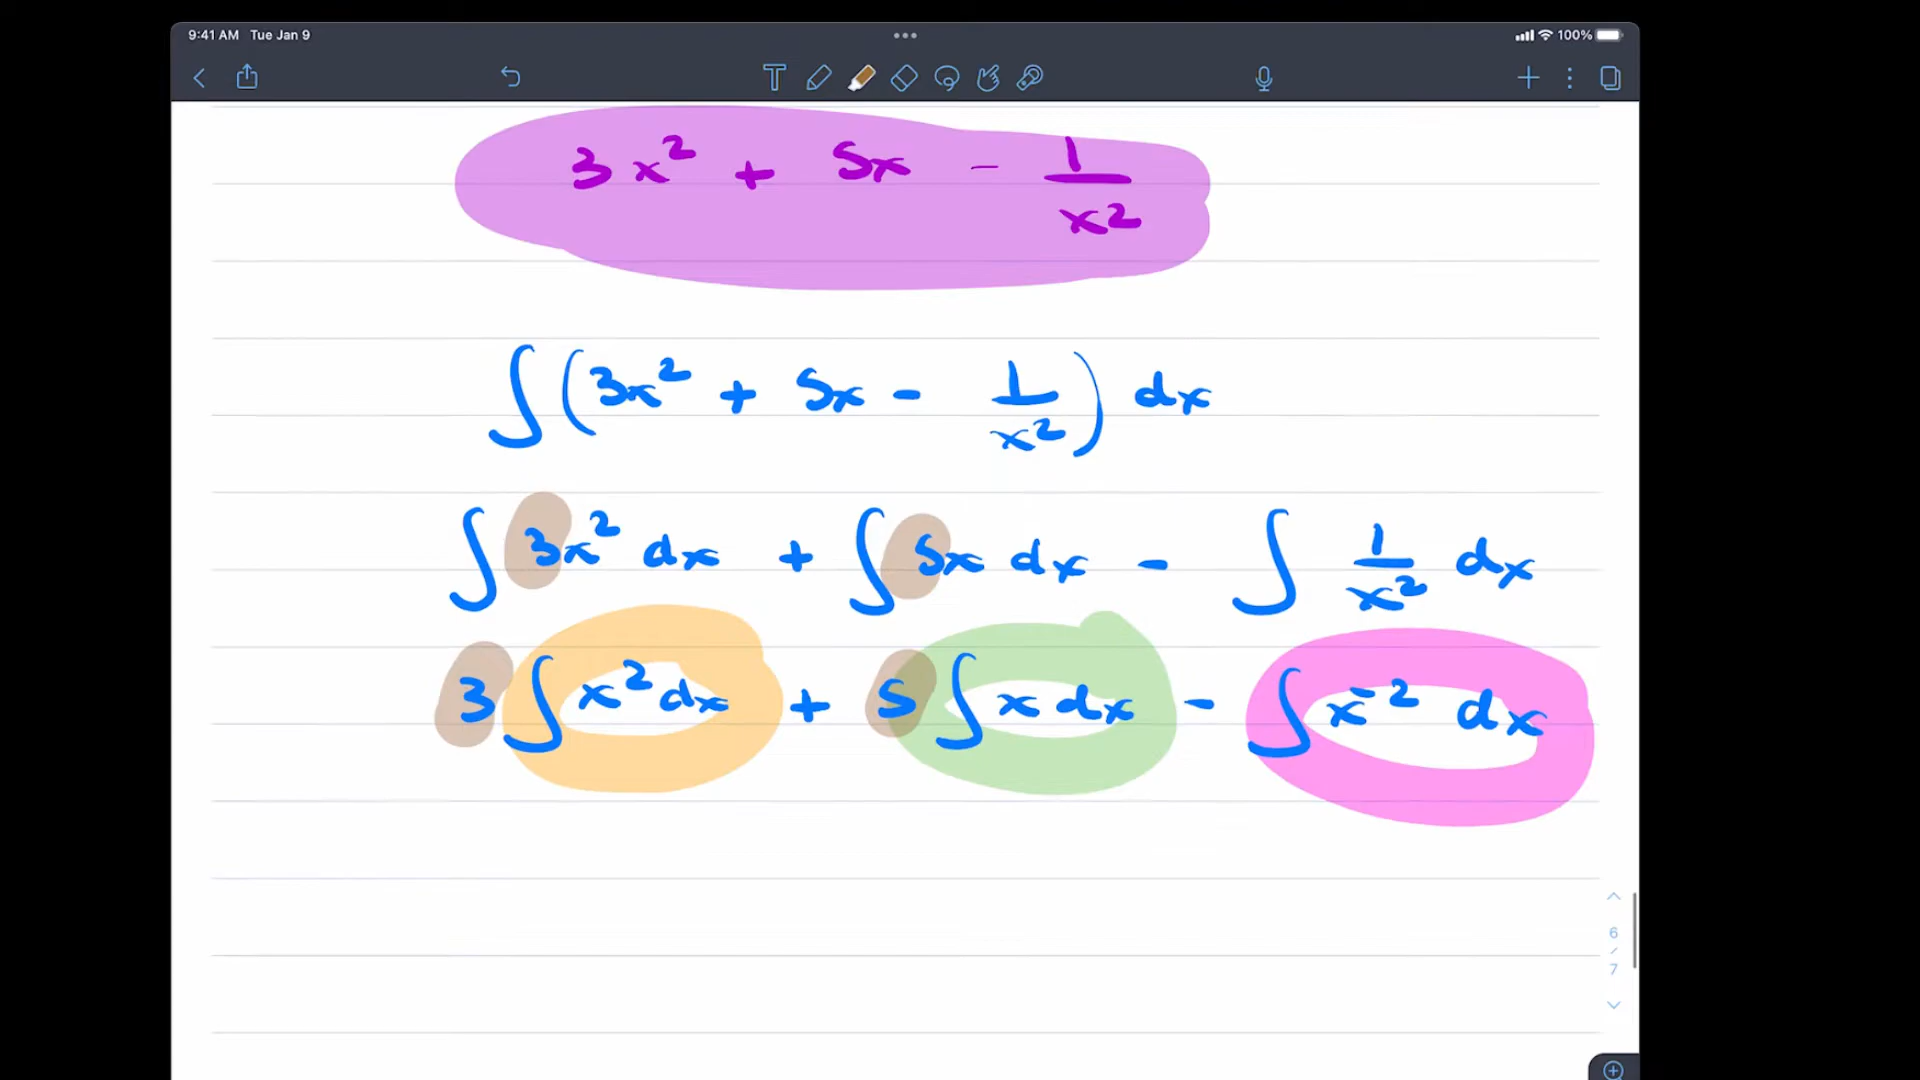 9:41 AM Tue Jan 9 100%
3x² + 5x - 1/x²
∫(3x² + 5x - 1/x²) dx
∫ 3x² dx + ∫ 5x dx - ∫ 1/x² dx
3 ∫ x² dx + 5 ∫ x dx - ∫ x⁻² dx
6
/
7